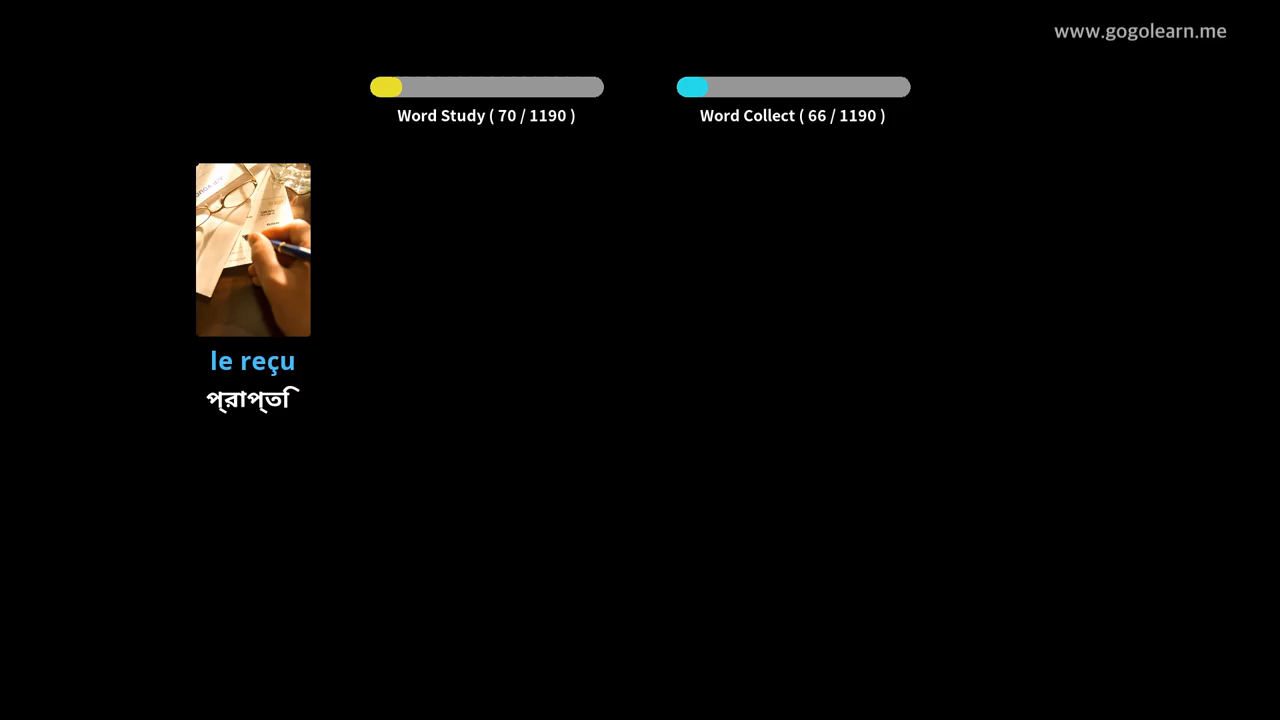 www.gogolearn.me
Word Study ( 70 / 1190 )
Word Collect ( 66 / 1190 )
le reçu
প্রাপ্তি